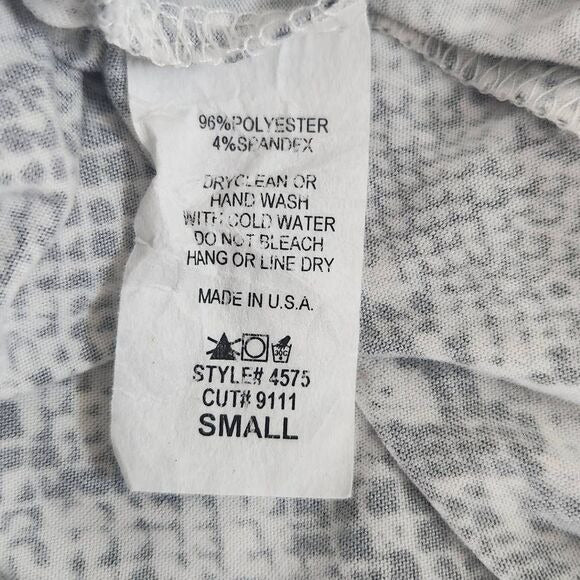 96%POLYESTER
4%SPANDEX
DRYCLEAN OR
HAND WASH
WITH COLD WATER
DO NOT BLEACH
HANG OR LINE DRY
MADE IN U.S.A.
30C
STYLE# 4575
CUT# 9111
SMALL